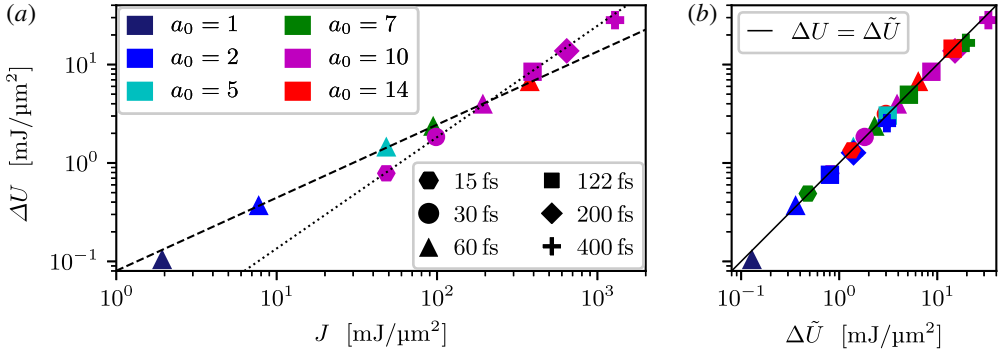 (a)
a₀ = 1
a₀ = 2
a₀ = 5
a₀ = 7
a₀ = 10
a₀ = 14
ΔU [mJ/µm²]
10¹
10⁰
10⁻¹
15 fs
30 fs
60 fs
122 fs
200 fs
400 fs
10⁰ 10¹ 10² 10³
J [mJ/µm²]
(b)
ΔU = ΔŨ
10⁻¹ 10⁰ 10¹
ΔŨ [mJ/µm²]